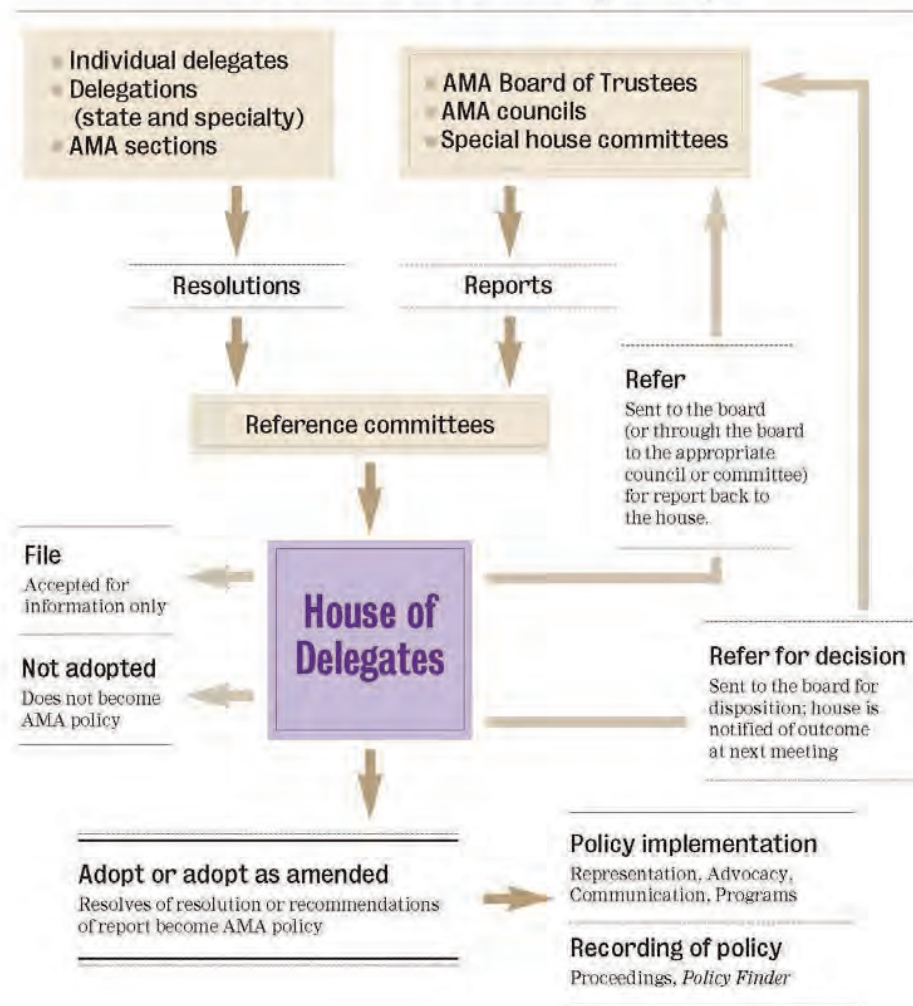 Individual delegates
Delegations
(state and specialty)
AMA sections
AMA Board of Trustees
AMA councils
Special house committees
Resolutions
Reports
Reference committees
Refer
Sent to the board
(or through the board
to the appropriate
council or committee)
for report back to
the house.
File
Accepted for
information only
House of
Delegates
Not adopted
Does not become
AMA policy
Refer for decision
Sent to the board for
disposition; house is
notified of outcome
at next meeting
Adopt or adopt as amended
Resolves of resolution or recommendations
of report become AMA policy
Policy implementation
Representation, Advocacy,
Communication, Programs
Recording of policy
Proceedings, Policy Finder